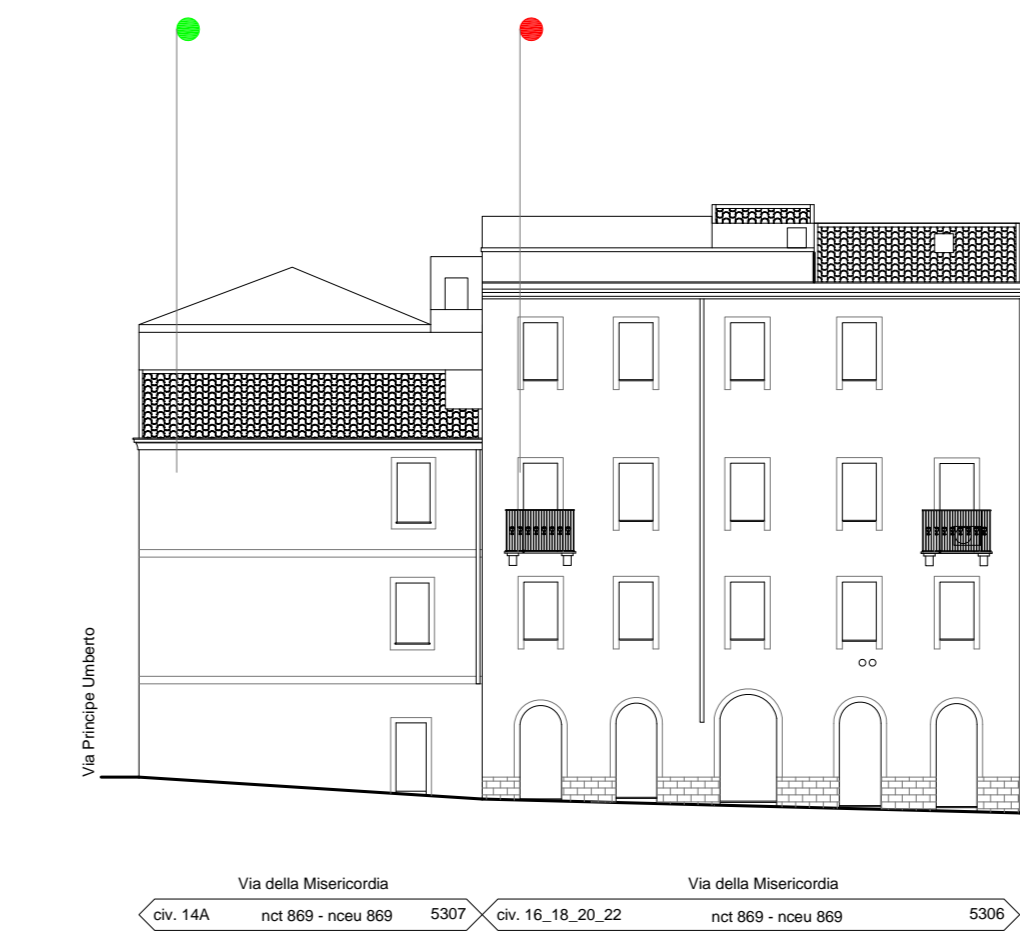 Via Principe Umberto
Via della Misericordia
civ. 14A nct 869 - nceu 869 5307
Via della Misericordia
civ. 16_18_20_22 nct 869 - nceu 869 5306